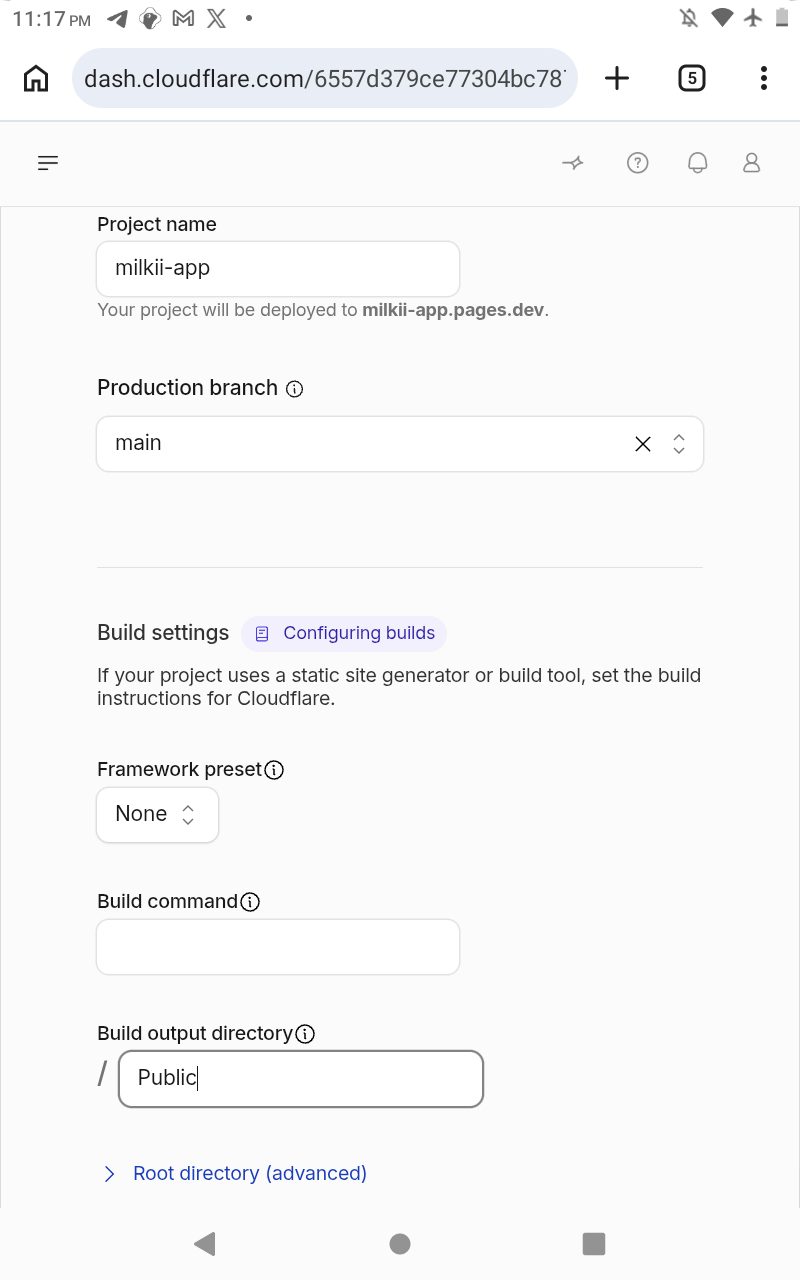 11:17 PM
dash.cloudflare.com/6557d379ce77304bc78
5
Project name
milkii-app
Your project will be deployed to milkii-app.pages.dev.
Production branch
main
Build settings
Configuring builds
If your project uses a static site generator or build tool, set the build
instructions for Cloudflare.
Framework preset
None
Build command
Build output directory
/ Public
Root directory (advanced)